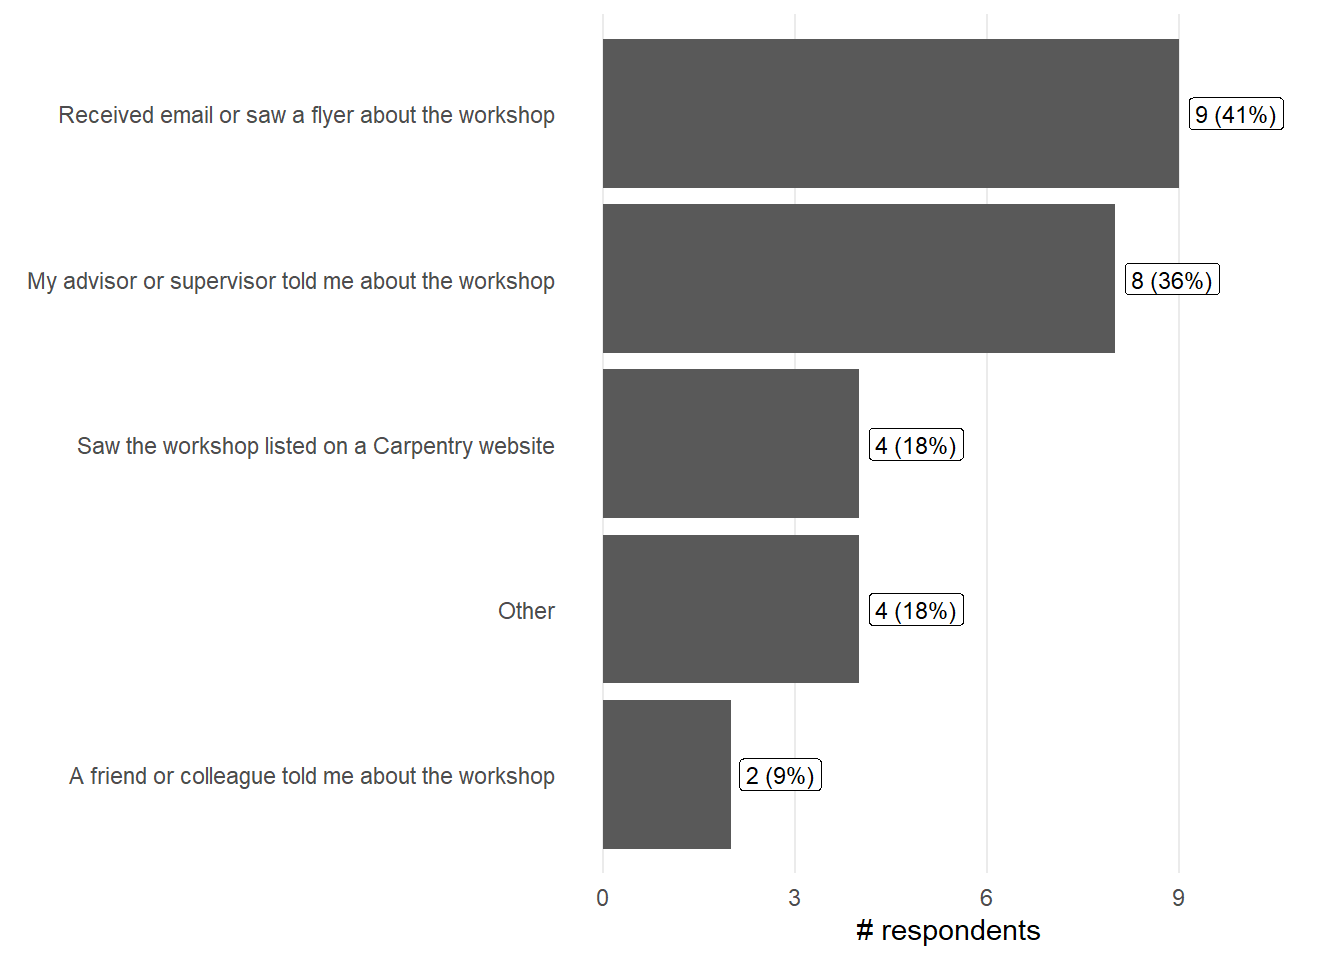 Received email or saw a flyer about the workshop
9 (41%)
My advisor or supervisor told me about the workshop
8 (36%)
Saw the workshop listed on a Carpentry website
4 (18%)
Other
4 (18%)
A friend or colleague told me about the workshop
2 (9%)
0 3 6 9
# respondents